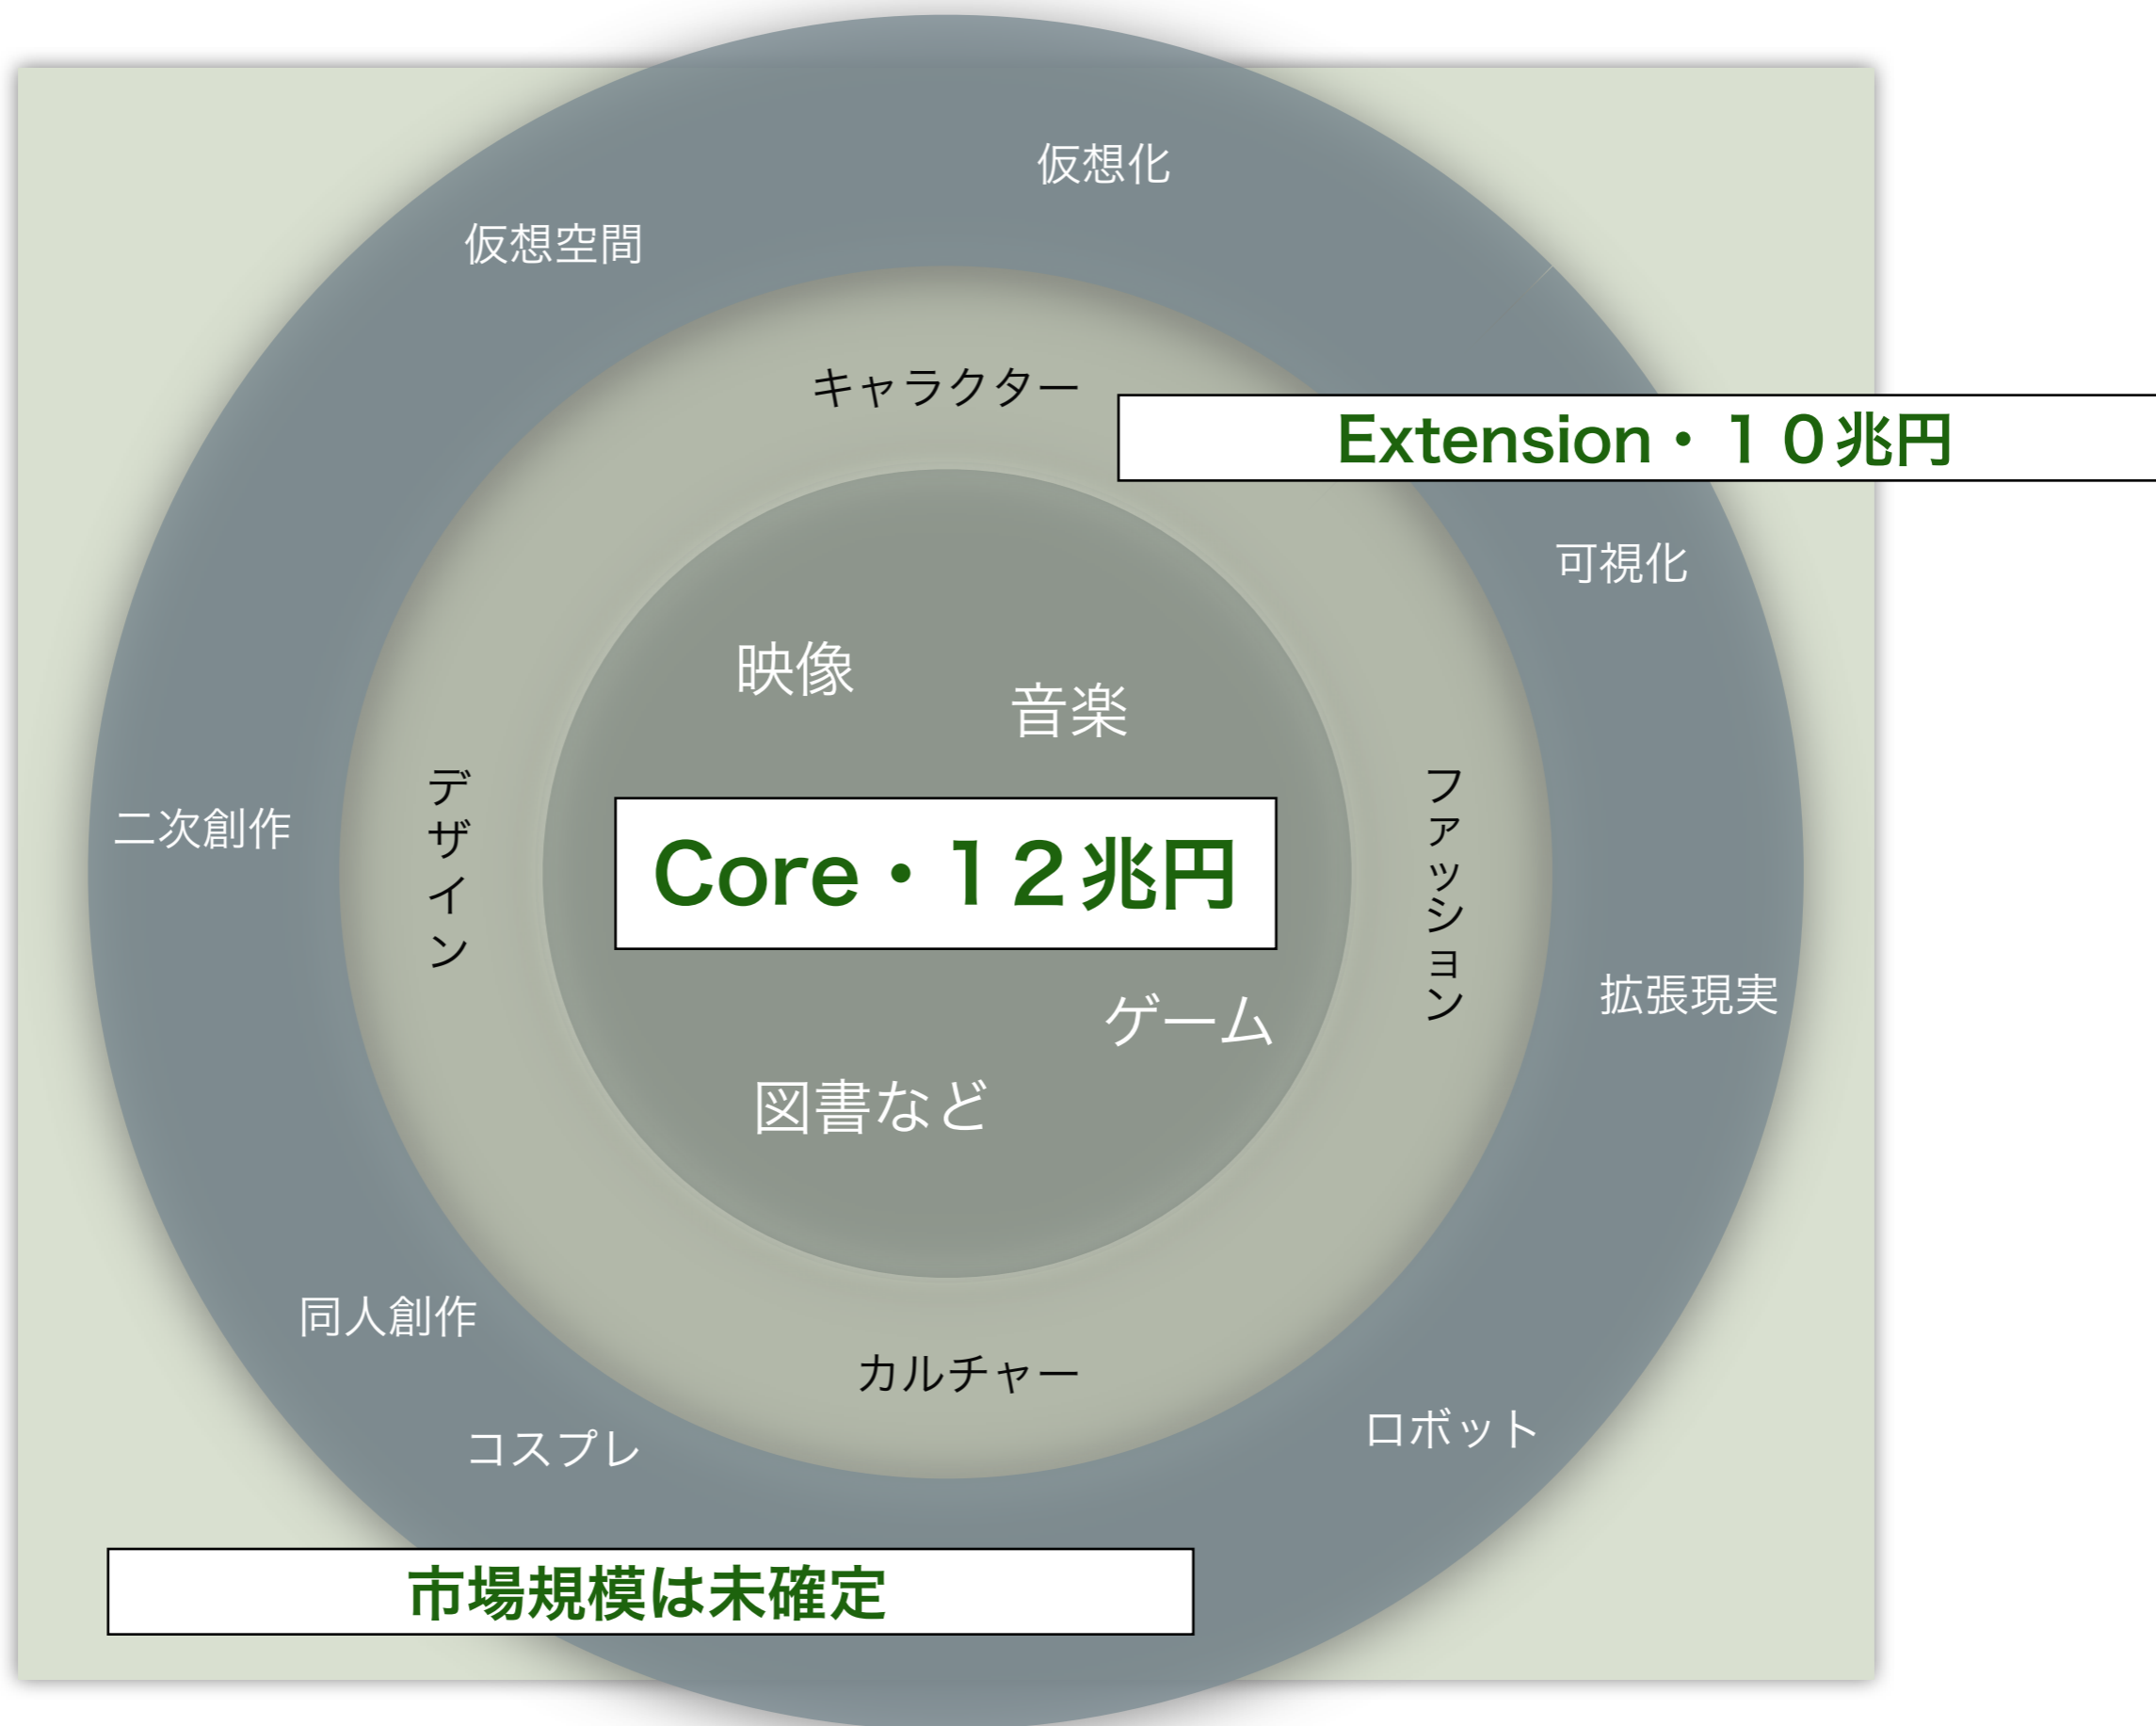 仮想化
仮想空間
キャラクター
Extension・１０兆円
可視化
映像
音楽
デザイン
二次創作
Core・１２兆円
ファッション
拡張現実
ゲーム
図書など
同人創作
カルチャー
コスプレ
ロボット
市場規模は未確定